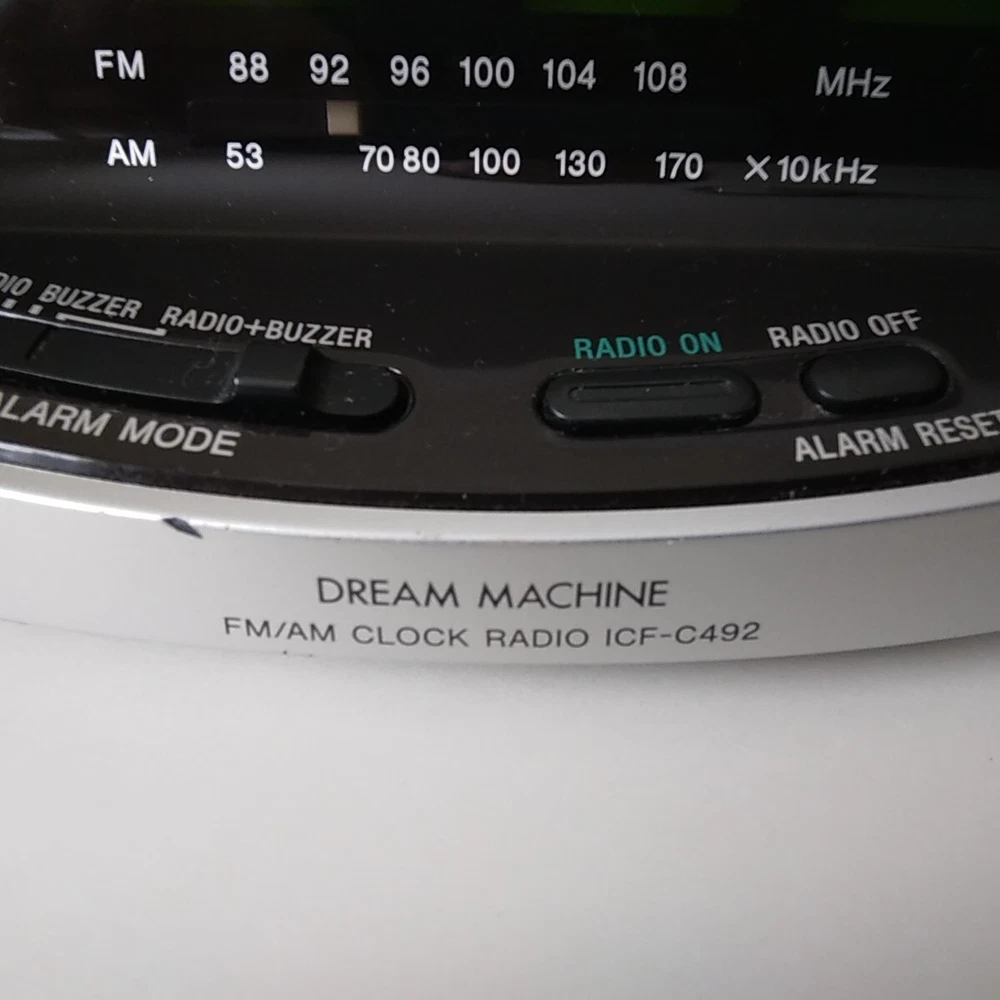 FM 88 92 96 100 104 108 MHz
AM 53 70 80 100 130 170 X10kHz
BUZZER RADIO+BUZZER
RADIO ON RADIO OFF
ALARM MODE
ALARM RESET
DREAM MACHINE
FM/AM CLOCK RADIO ICF-C492